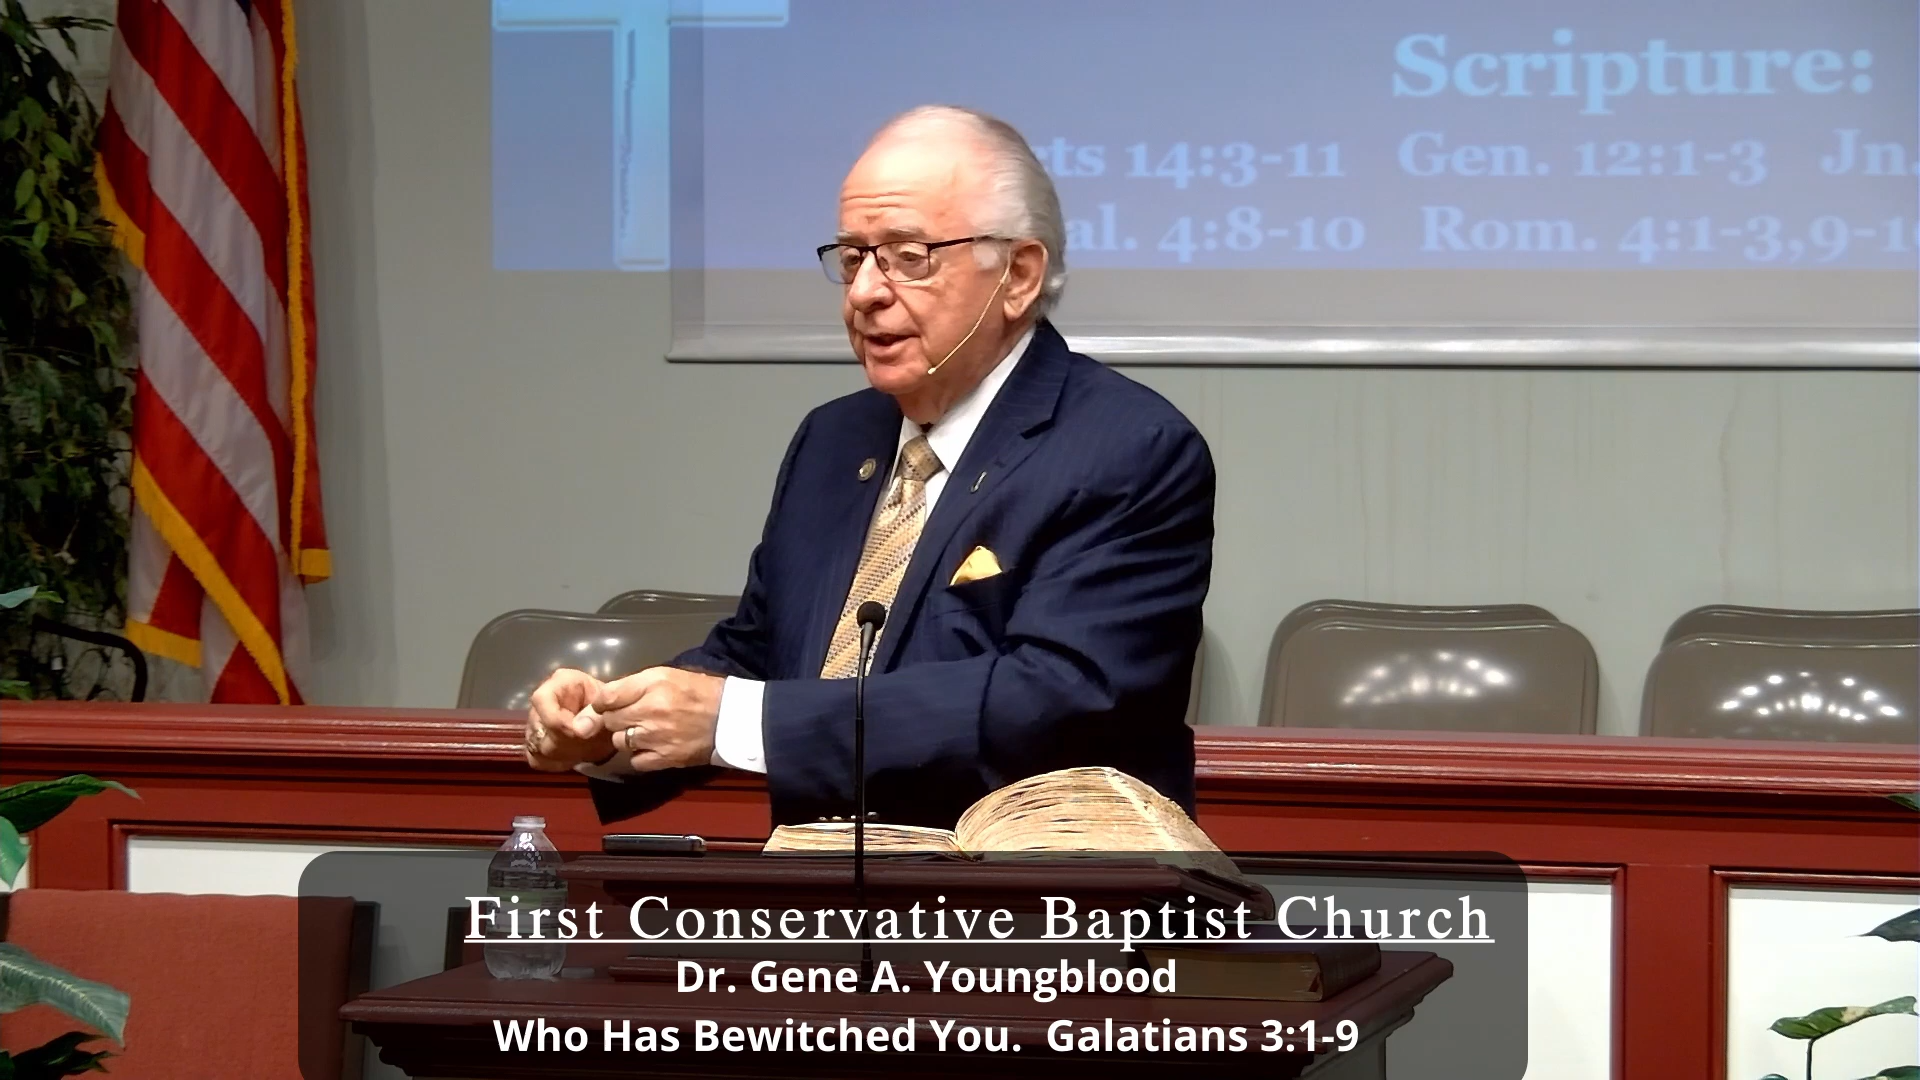 Scripture:
14:3-11 Gen. 12:1-3 Jn.
4:8-10 Rom. 4:1-3,9-
First Conservative Baptist Church
Dr. Gene A. Youngblood
Who Has Bewitched You. Galatians 3:1-9